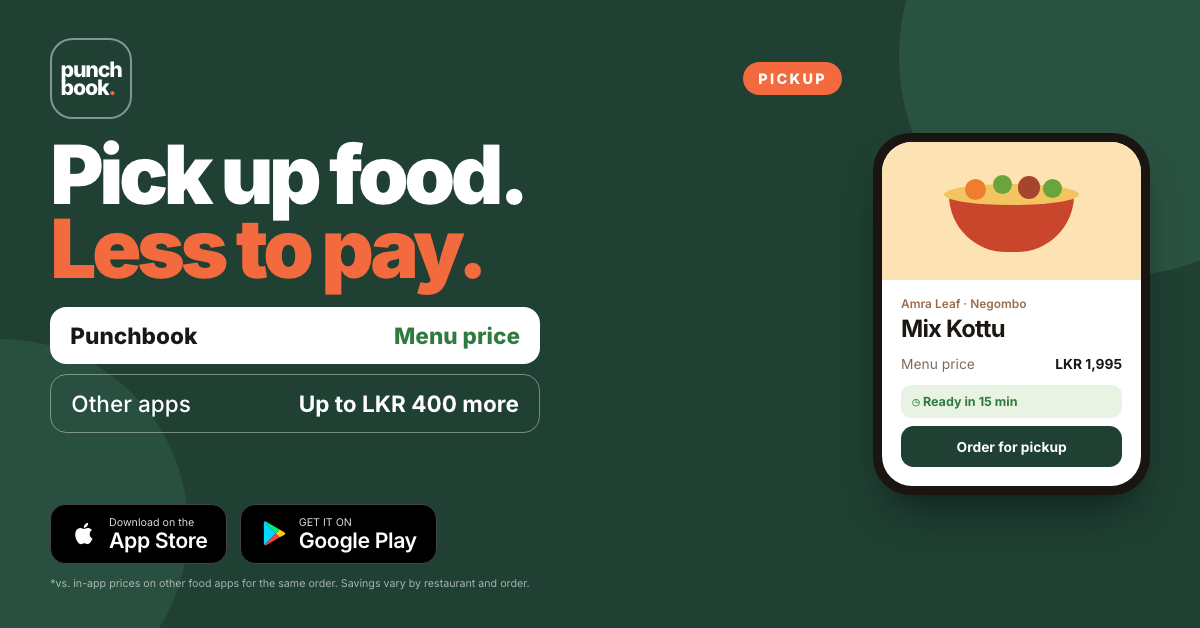 punch
book.
PICKUP
Pick up food.
Less to pay.
Punchbook Menu price
Other apps Up to LKR 400 more
Amra Leaf · Negombo
Mix Kottu
Menu price LKR 1,995
Ready in 15 min
Order for pickup
Download on the
App Store
GET IT ON
Google Play
*vs. in-app prices on other food apps for the same order. Savings vary by restaurant and order.